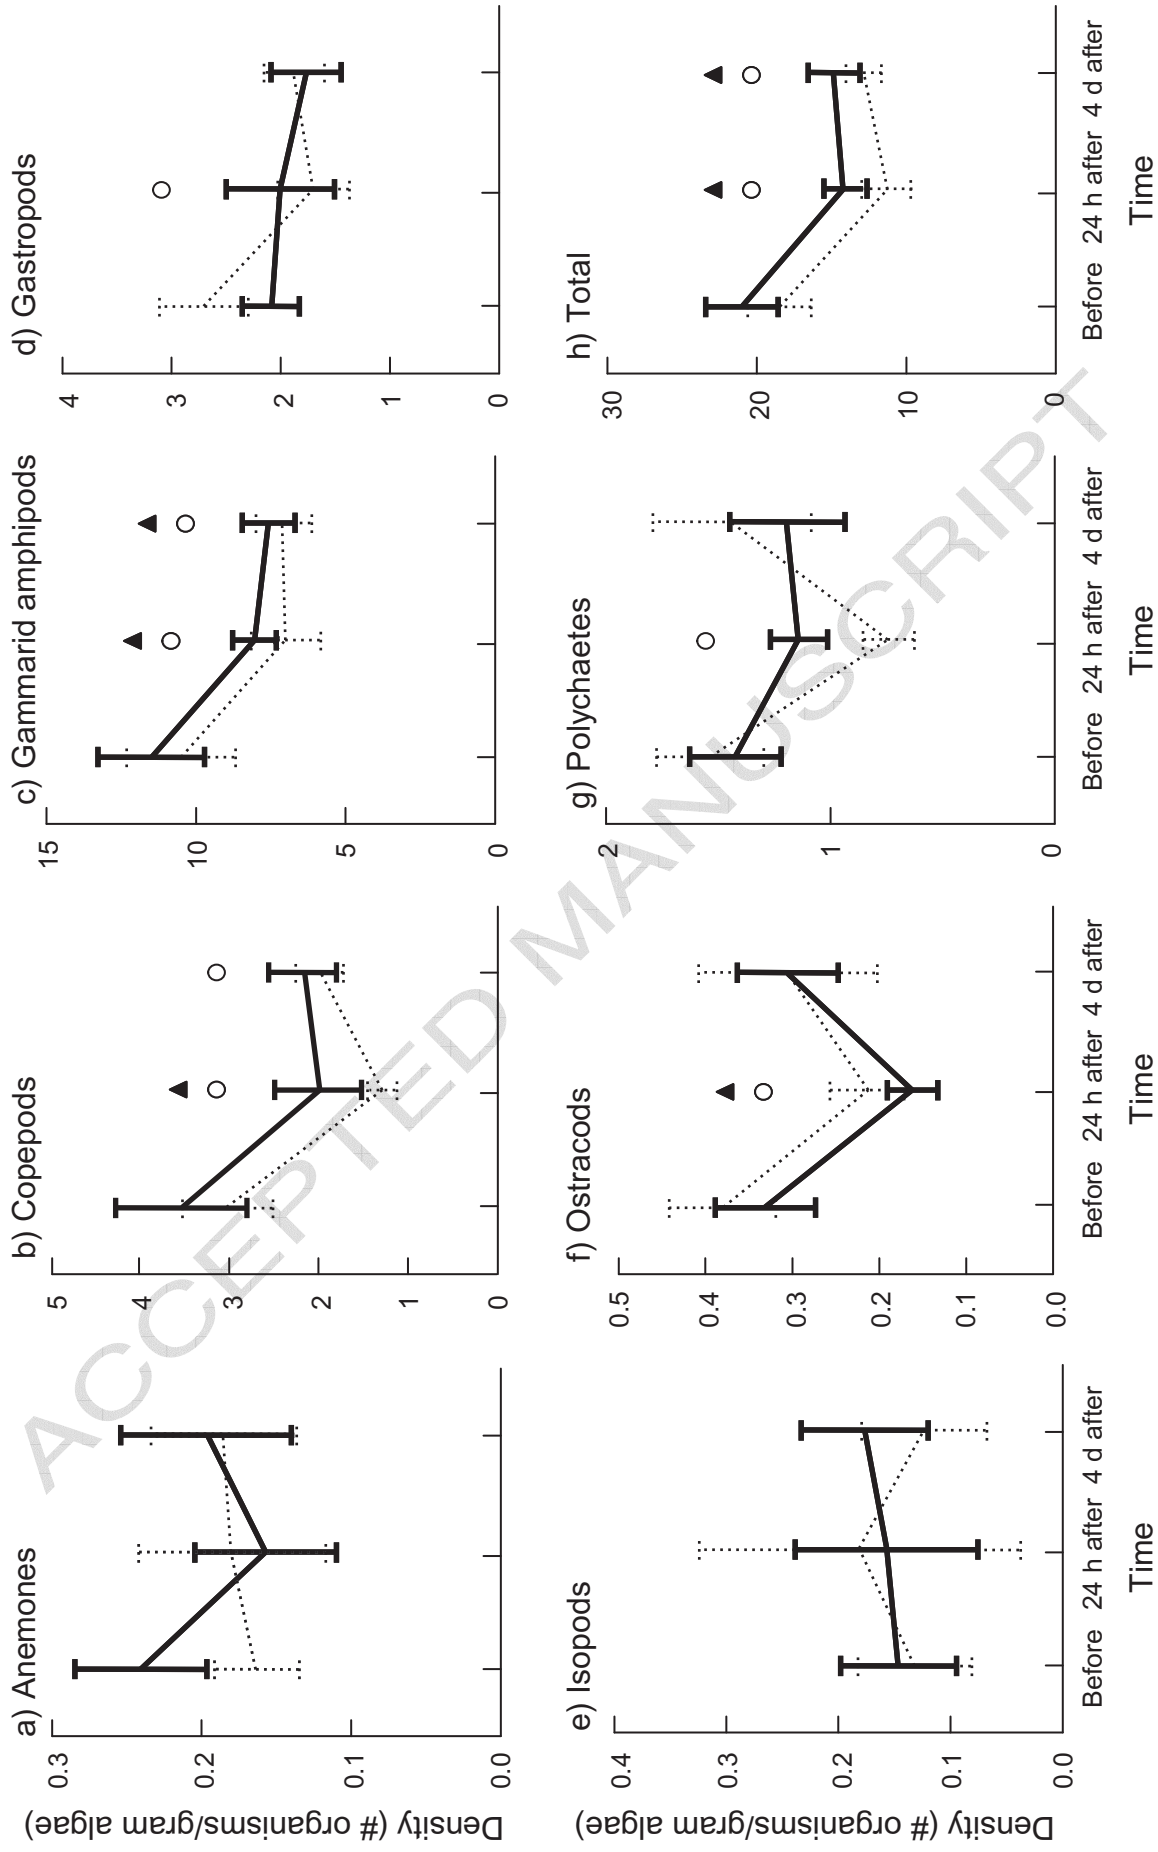 a) Anemones
0.3
0.2
0.1
0.0
b) Copepods
5
4
3
2
1
0
c) Gammarid amphipods
15
10
5
0
d) Gastropods
4
3
2
1
0
Density (# organisms/gram algae)
e) Isopods
0.4
0.3
0.2
0.1
0.0
Before 24 h after 4 d after
Time
f) Ostracods
0.5
0.4
0.3
0.2
0.1
0.0
Before 24 h after 4 d after
Time
g) Polychaetes
2
1
0
Before 24 h after 4 d after
Time
h) Total
30
20
10
0
Before 24 h after 4 d after
Time
Density (# organisms/gram algae)
ACCEPTED MANUSCRIPT